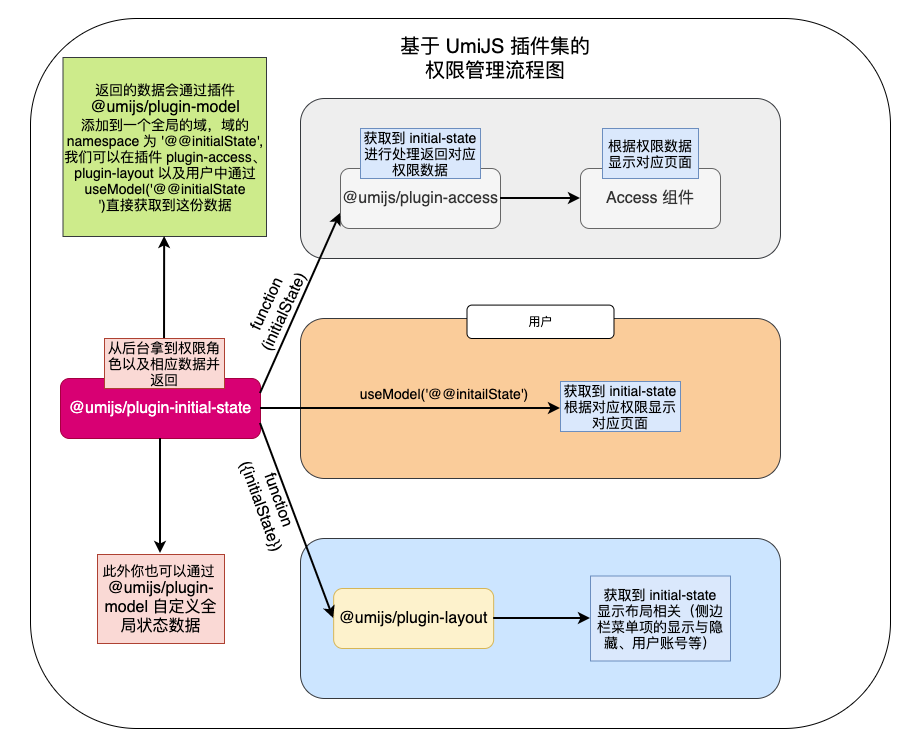 基于 UmiJS 插件集的
权限管理流程图
返回的数据会通过插件
@umijs/plugin-model
添加到一个全局的域，域的
namespace 为 '@@initialState',
我们可以在插件 plugin-access、
plugin-layout 以及用户中通过
useModel('@@initialState
')直接获取到这份数据
获取到 initial-state
进行处理返回对应
权限数据
@umijs/plugin-access
根据权限数据
显示对应页面
Access 组件
function
(initialState)
用户
从后台拿到权限角
色以及相应数据并
返回
@umijs/plugin-initial-state
useModel('@@initailState')
获取到 initial-state
根据对应权限显示
对应页面
function
({initialState})
此外你也可以通过
@umijs/plugin-
model 自定义全
局状态数据
@umijs/plugin-layout
获取到 initial-state
显示布局相关（侧边
栏菜单项的显示与隐
藏、用户账号等）